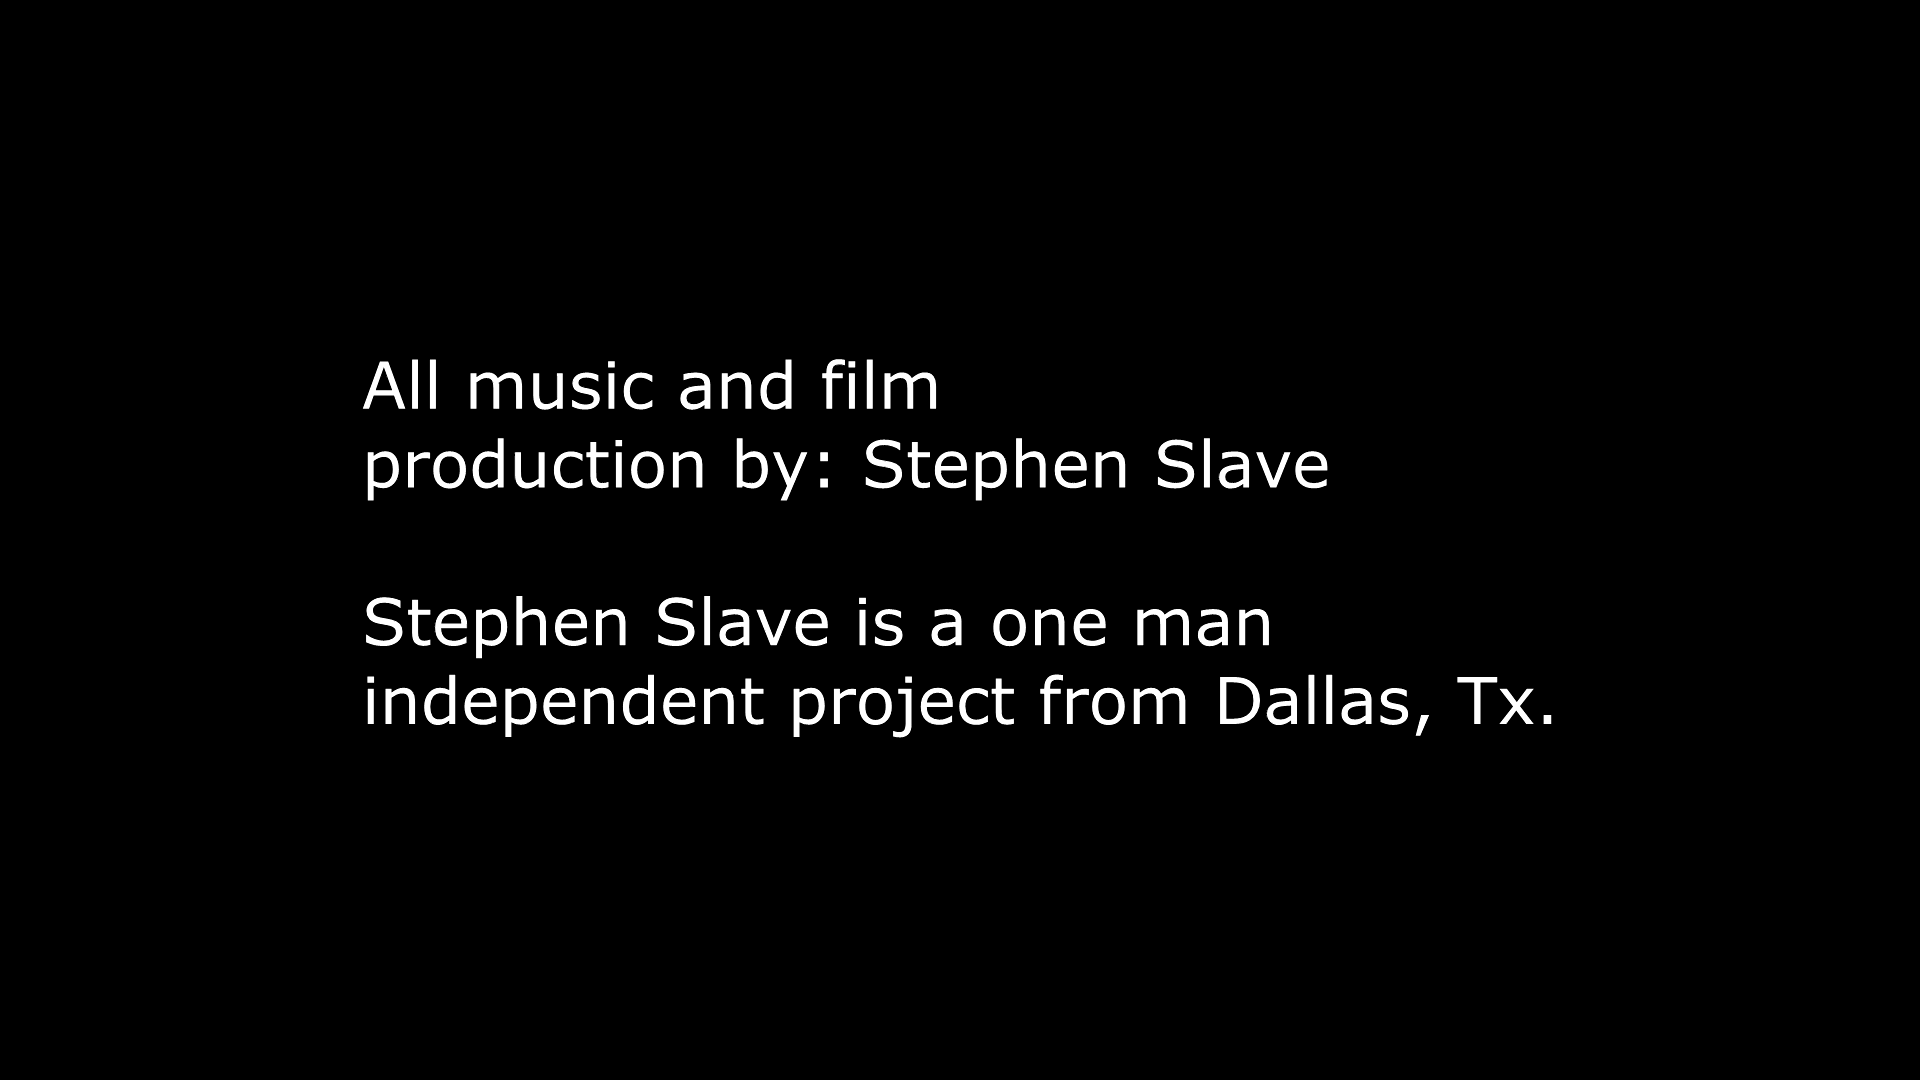 All music and film
production by: Stephen Slave
Stephen Slave is a one man
independent project from Dallas, Tx.